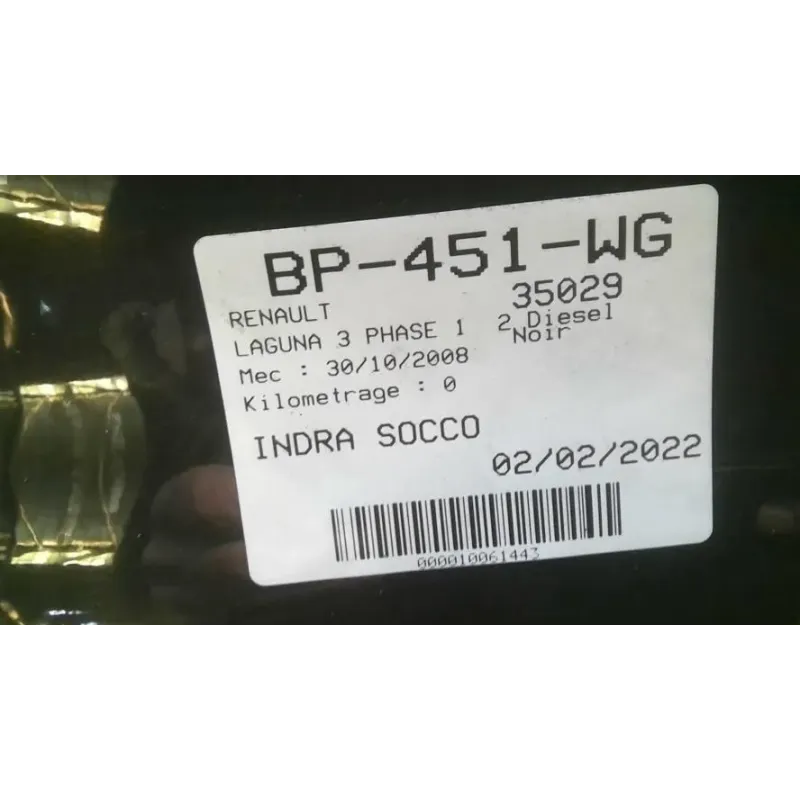 BP-451-WG
RENAULT 35029
LAGUNA 3 PHASE 1 2 Diesel
Noir
Mec : 30/10/2008
Kilometrage : 0
INDRA SOCCO
02/02/2022
000010061443